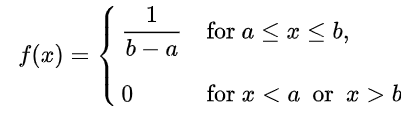 f(x) = { 1/(b − a) for a ≤ x ≤ b,
0 for x < a or x > b